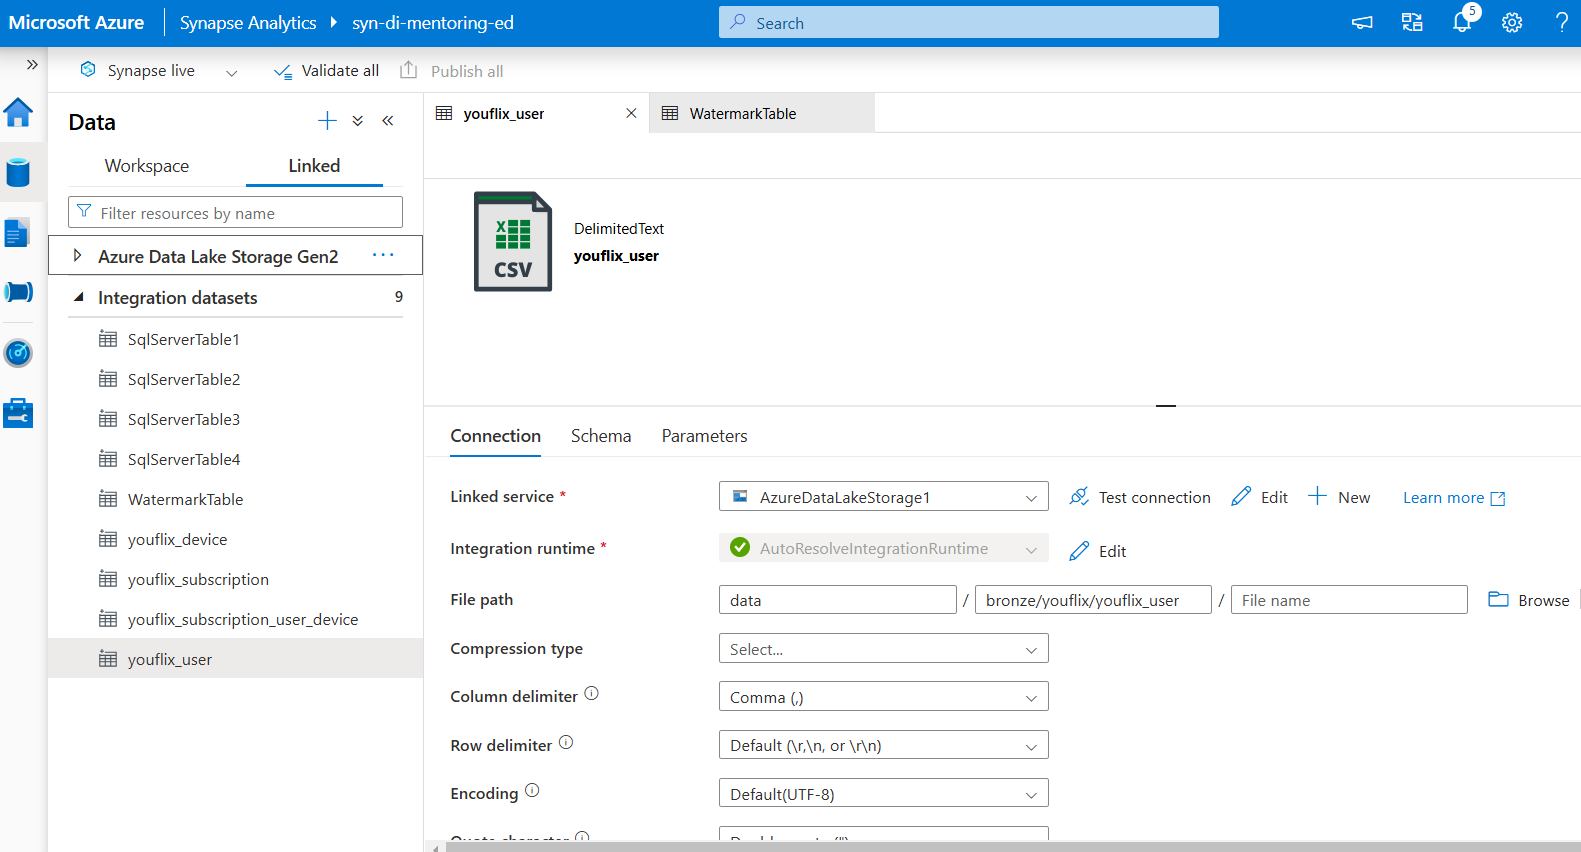 Microsoft Azure
Synapse Analytics
syn-di-mentoring-ed
Search
5
?
Synapse live
Validate all
Publish all
Data
Workspace
Linked
Filter resources by name
Azure Data Lake Storage Gen2
...
Integration datasets
9
SqlServerTable1
SqlServerTable2
SqlServerTable3
SqlServerTable4
WatermarkTable
youflix_device
youflix_subscription
youflix_subscription_user_device
youflix_user
youflix_user
WatermarkTable
CSV
DelimitedText
youflix_user
Connection
Schema
Parameters
Linked service *
AzureDataLakeStorage1
Test connection
Edit
New
Learn more
Integration runtime *
AutoResolveIntegrationRuntime
Edit
File path
data
/
bronze/youflix/youflix_user
/
File name
Browse
Compression type
Select...
Column delimiter
Comma (,)
Row delimiter
Default (\r,\n, or \r\n)
Encoding
Default(UTF-8)